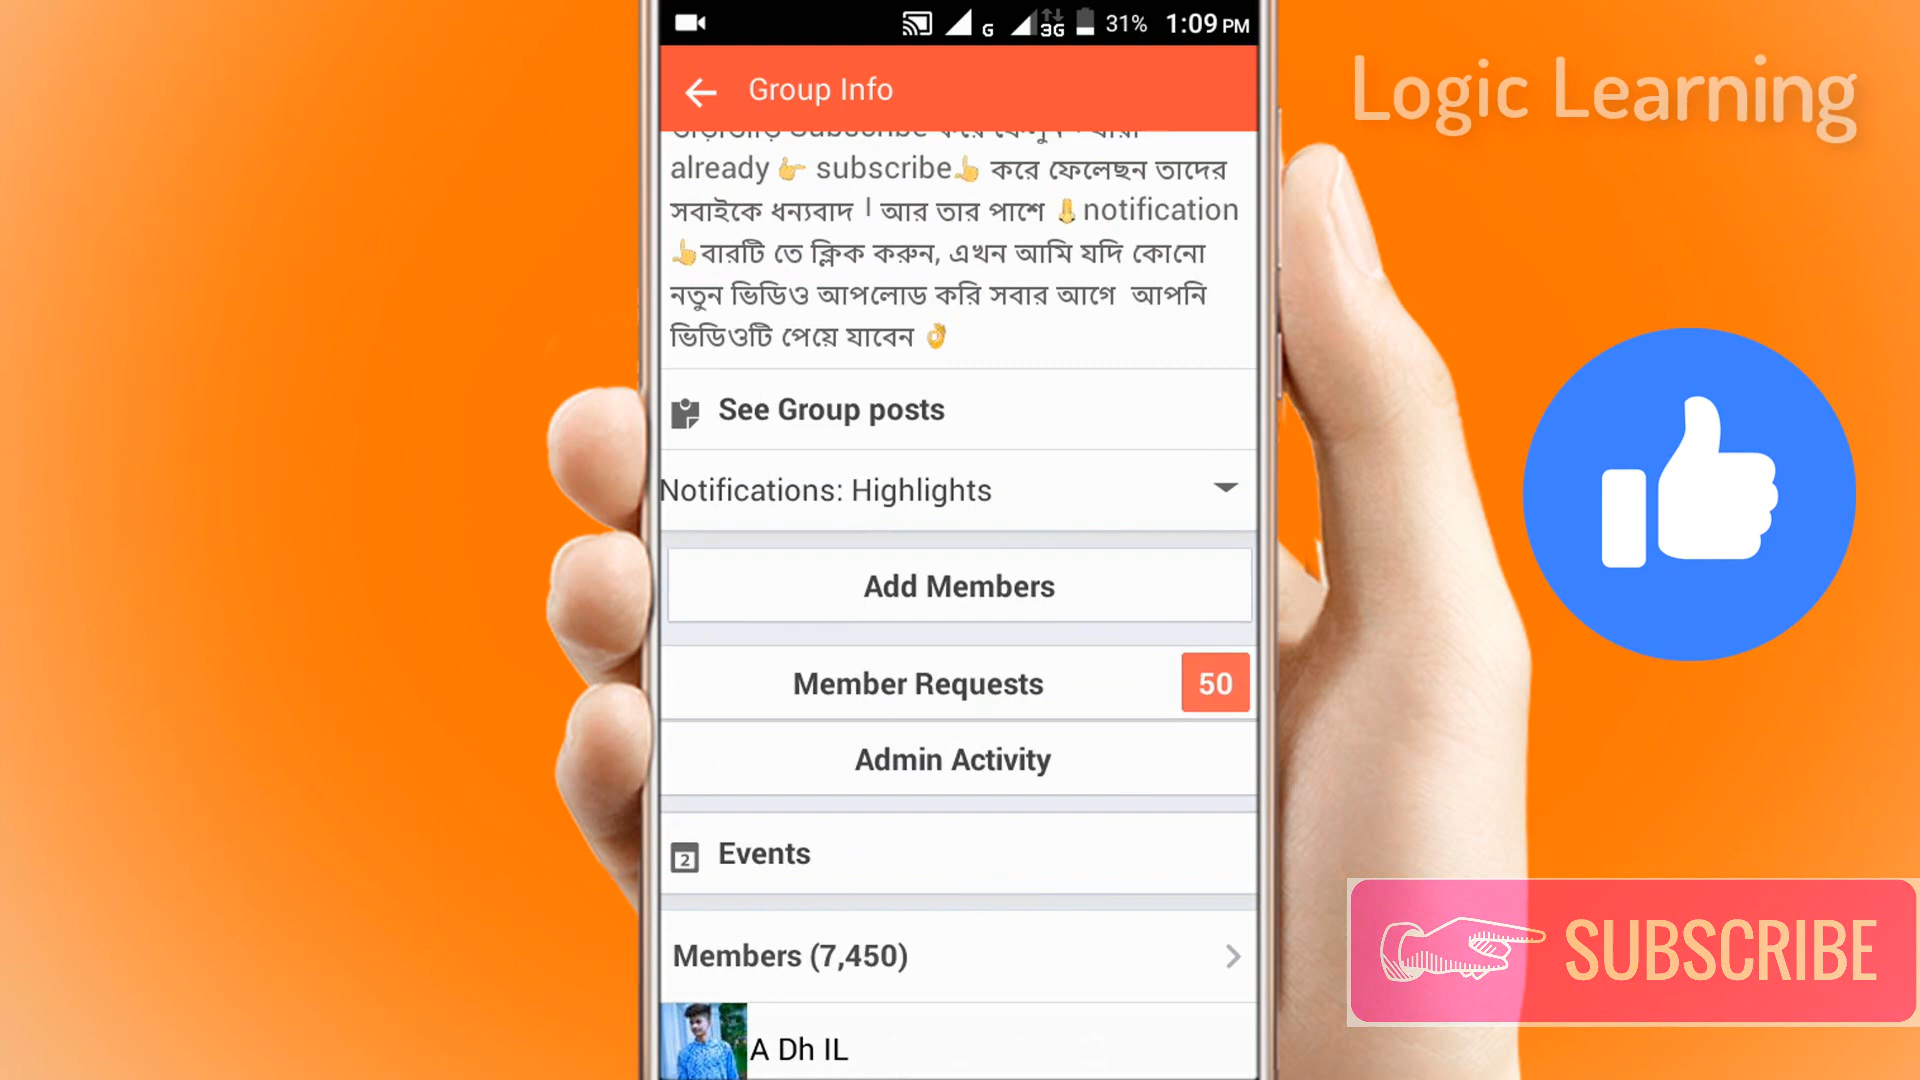 G 3G 31% 1:09 PM
Group Info
Logic Learning
already 👉 subscribe👆 করে ফেলেছন তাদের
সবাইকে ধন্যবাদ । আর তার পাশে 👇notification
👆বারটি তে ক্লিক করুন, এখন আমি যদি কোনো
নতুন ভিডিও আপলোড করি সবার আগে আপনি
ভিডিওটি পেয়ে যাবেন 👌
See Group posts
Notifications: Highlights
Add Members
Member Requests 50
Admin Activity
2 Events
Members (7,450)
A Dh IL
SUBSCRIBE